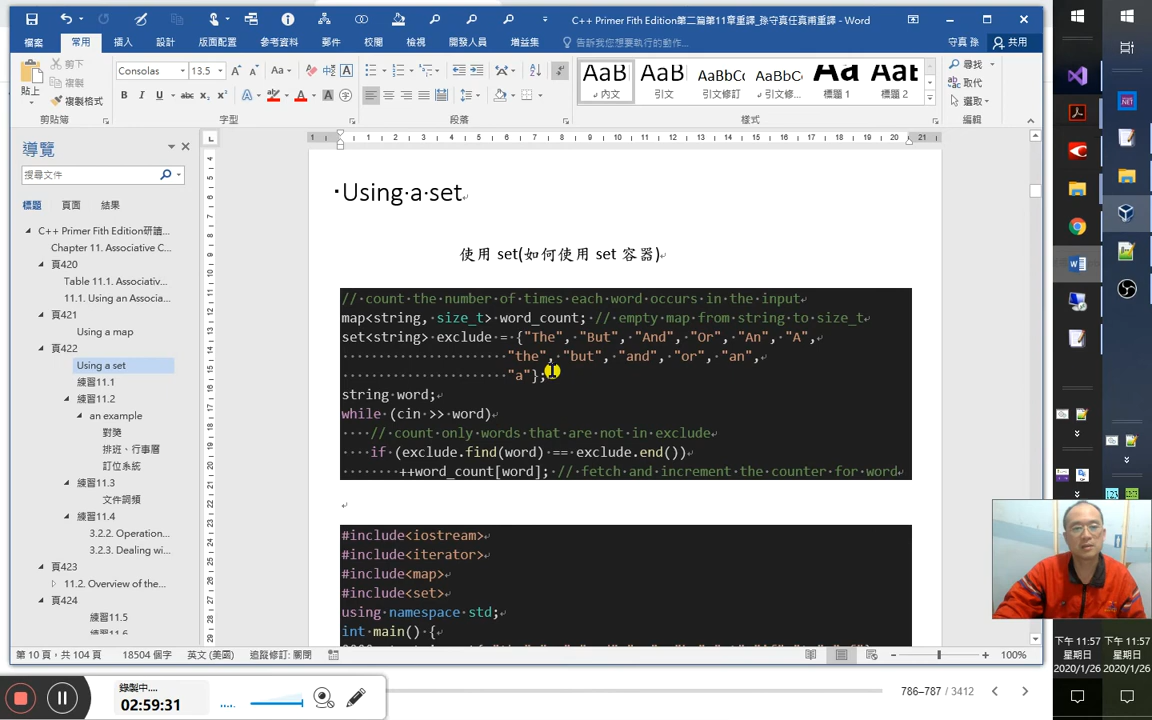 C++ Primer Fith Edition第二篇第11章重譯_孫守真任真甫重譯 - Word
檔案 常用 插入 設計 版面配置 參考資料 郵件 校閱 檢視 開發人員 增益集 告訴我您想要執行的動作... 守真 孫 共用
貼上
剪下
複製
複製格式
剪貼簿
Consolas 13.5
字型
段落
AaB AaB AaBbC AaBbC Aa Aat
內文 引文 引文修訂 引文修... 標題 1 標題 2
樣式
尋找
取代
選取
編輯
導覽
搜尋文件
標題 頁面 結果
C++ Primer Fith Edition研讀...
Chapter 11. Associative C...
頁420
Table 11.1. Associativ...
11.1. Using an Associa...
頁421
Using a map
頁422
Using a set
練習11.1
練習11.2
an example
對獎
排班、行事曆
訂位系統
練習11.3
文件詞頻
練習11.4
3.2.2. Operation...
3.2.3. Dealing wi...
頁423
11.2. Overview of the...
頁424
練習11.5
練習11.6
Using a set
使用 set(如何使用 set 容器)
// count the number of times each word occurs in the input
map<string, size_t> word_count; // empty map from string to size_t
set<string> exclude = {"The", "But", "And", "Or", "An", "A",
"the", "but", "and", "or", "an",
"a"};
string word;
while (cin >> word)
// count only words that are not in exclude
if (exclude.find(word) == exclude.end())
++word_count[word]; // fetch and increment the counter for word
#include<iostream>
#include<iterator>
#include<map>
#include<set>
using namespace std;
int main() {
第 10 頁，共 104 頁 18504 個字 英文 (美國) 追蹤修訂: 關閉 100%
錄製中....
02:59:31
786–787 / 3412
下午 11:57
星期日
2020/1/26
下午 11:57
星期日
2020/1/26